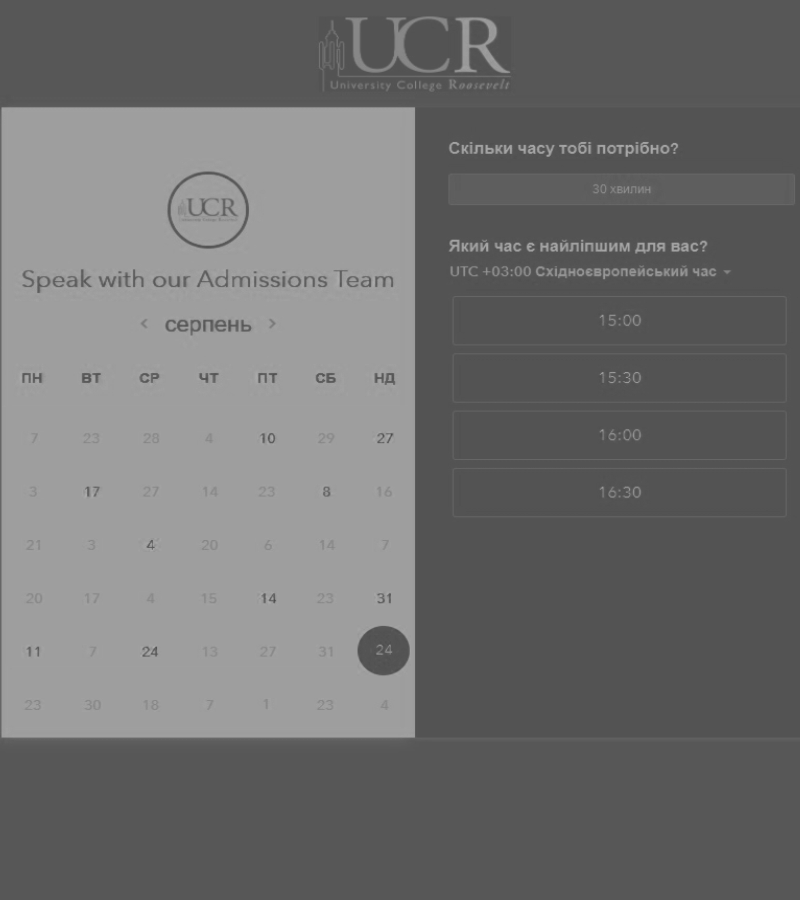 UCR
University College Roosevelt
UCR
Speak with our Admissions Team
серпень
ПН ВТ СР ЧТ ПТ СБ НД
7 23 28 4 10 29 27
3 17 27 14 23 8 16
21 3 4 20 6 14 7
20 17 4 15 14 23 31
11 7 24 13 27 31 24
23 30 18 7 1 23 4
Скільки часу тобі потрібно?
30 хвилин
Який час є найліпшим для вас?
UTC +03:00 Східноєвропейський час
15:00
15:30
16:00
16:30